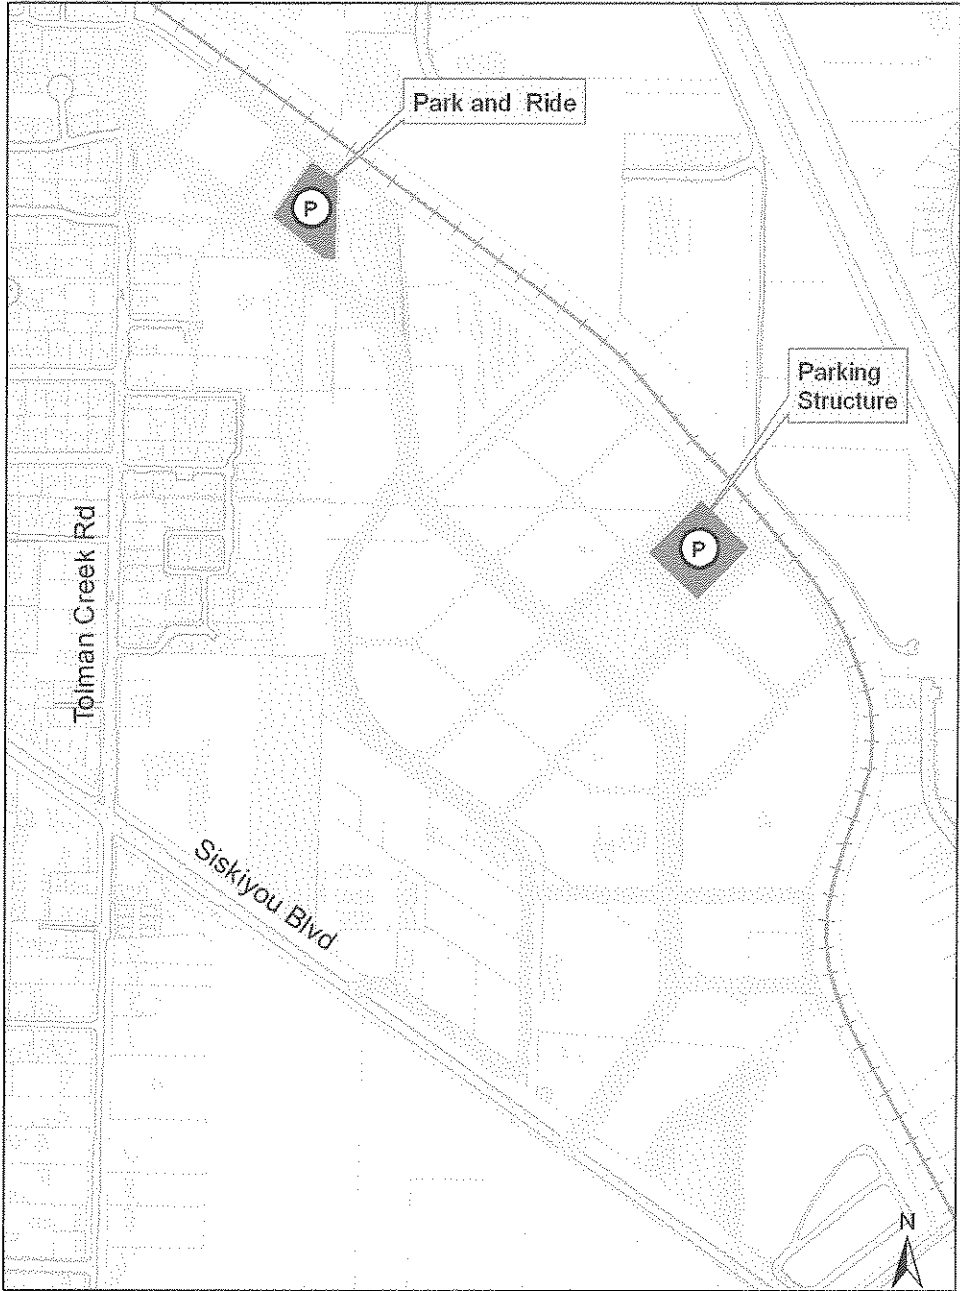 Park and Ride
P
Parking
Structure
P
Tolman Creek Rd
Siskiyou Blvd
N